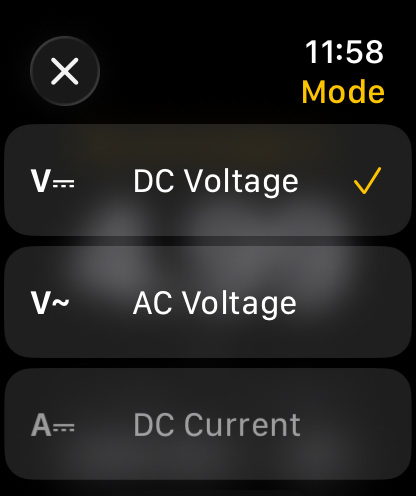 11:58
Mode
V⎓ DC Voltage
V~ AC Voltage
A⎓ DC Current